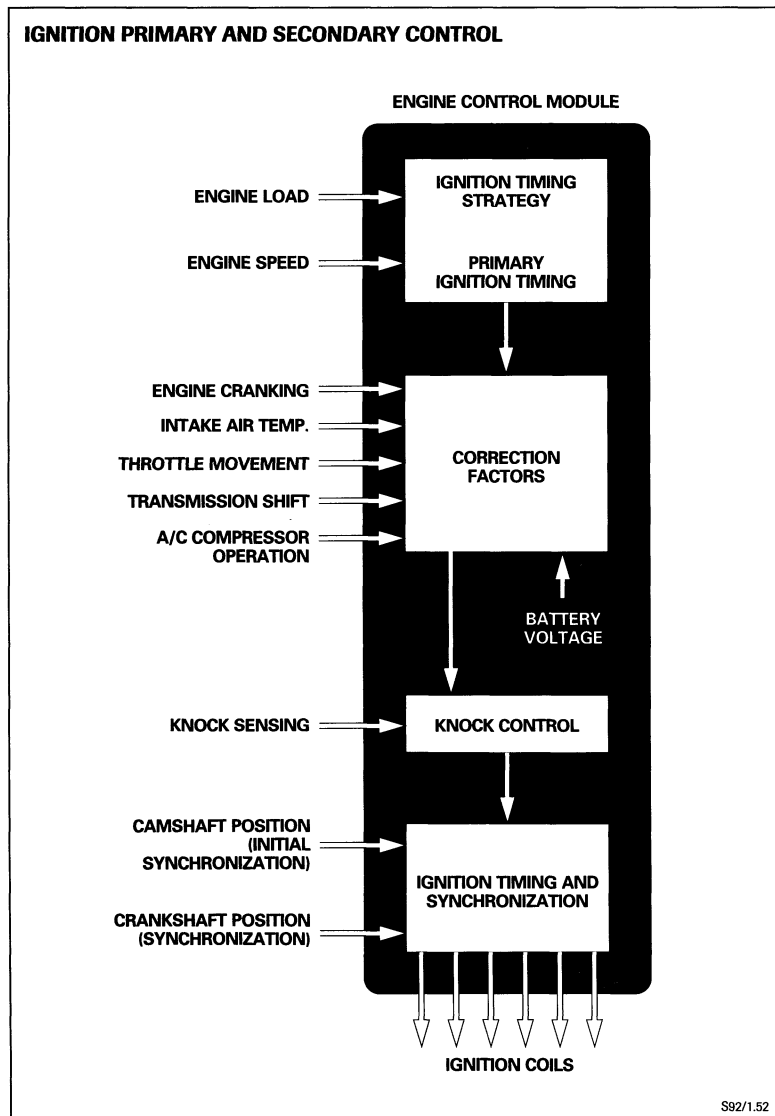 IGNITION PRIMARY AND SECONDARY CONTROL
ENGINE CONTROL MODULE
IGNITION TIMING
STRATEGY
ENGINE LOAD
ENGINE SPEED
PRIMARY
IGNITION TIMING
ENGINE CRANKING
INTAKE AIR TEMP.
THROTTLE MOVEMENT
TRANSMISSION SHIFT
A/C COMPRESSOR
OPERATION
CORRECTION
FACTORS
BATTERY
VOLTAGE
KNOCK SENSING
KNOCK CONTROL
CAMSHAFT POSITION
(INITIAL
SYNCHRONIZATION)
CRANKSHAFT POSITION
(SYNCHRONIZATION)
IGNITION TIMING AND
SYNCHRONIZATION
IGNITION COILS
S92/1.52